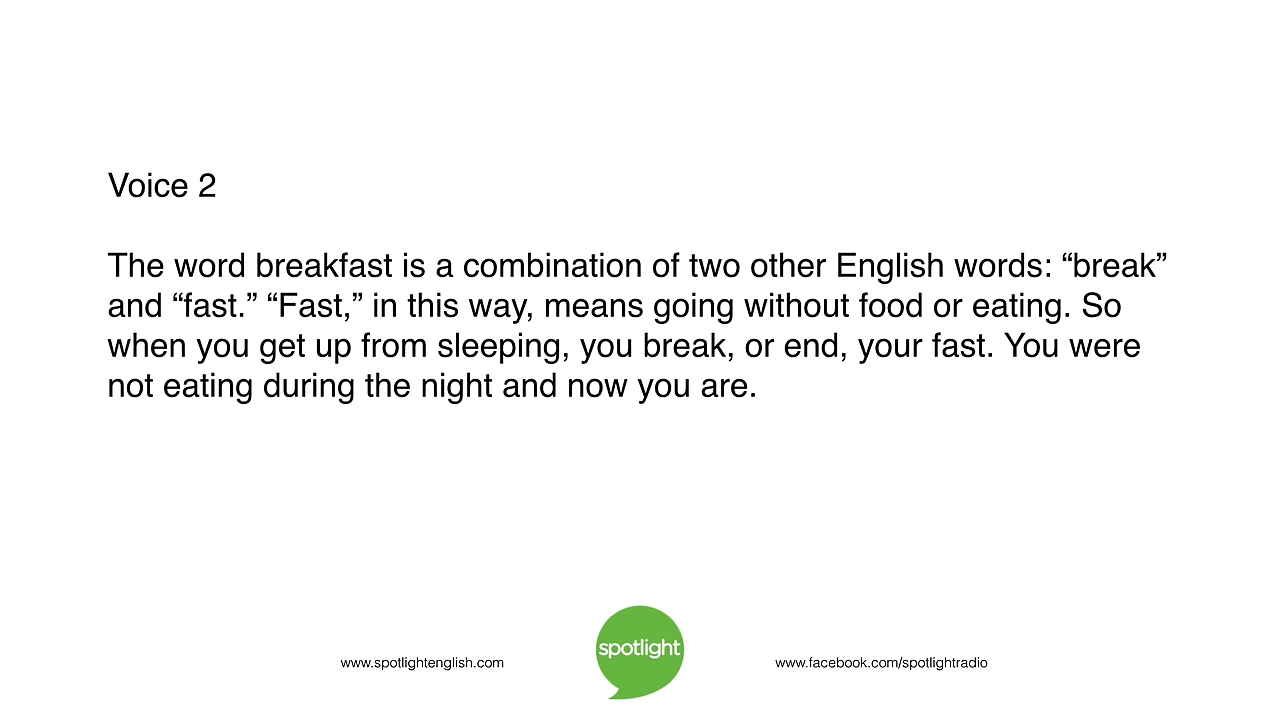 Voice 2
The word breakfast is a combination of two other English words: “break”
and “fast.” “Fast,” in this way, means going without food or eating. So
when you get up from sleeping, you break, or end, your fast. You were
not eating during the night and now you are.
www.spotlightenglish.com
spotlight
www.facebook.com/spotlightradio